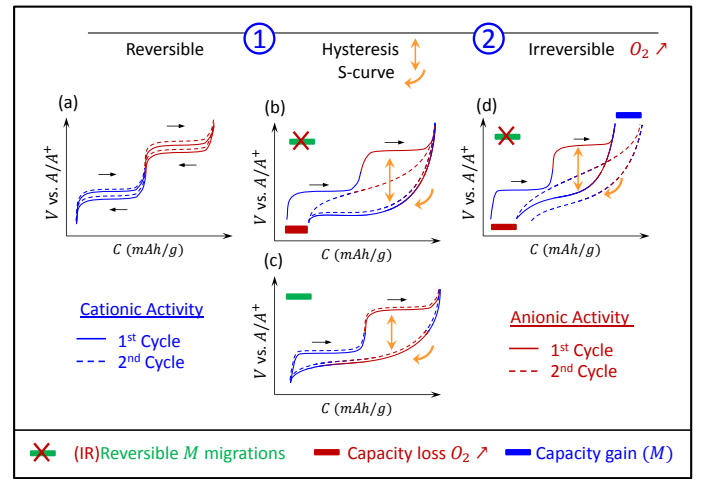 Reversible 1 Hysteresis 2 Irreversible O₂ ↗
S-curve
(a)
V vs. A/A⁺
C (mAh/g)
(b)
V vs. A/A⁺
C (mAh/g)
(d)
V vs. A/A⁺
C (mAh/g)
(c)
V vs. A/A⁺
C (mAh/g)
Cationic Activity
1ˢᵗ Cycle
2ⁿᵈ Cycle
Anionic Activity
1ˢᵗ Cycle
2ⁿᵈ Cycle
(IR)Reversible M migrations
Capacity loss O₂ ↗
Capacity gain (M)